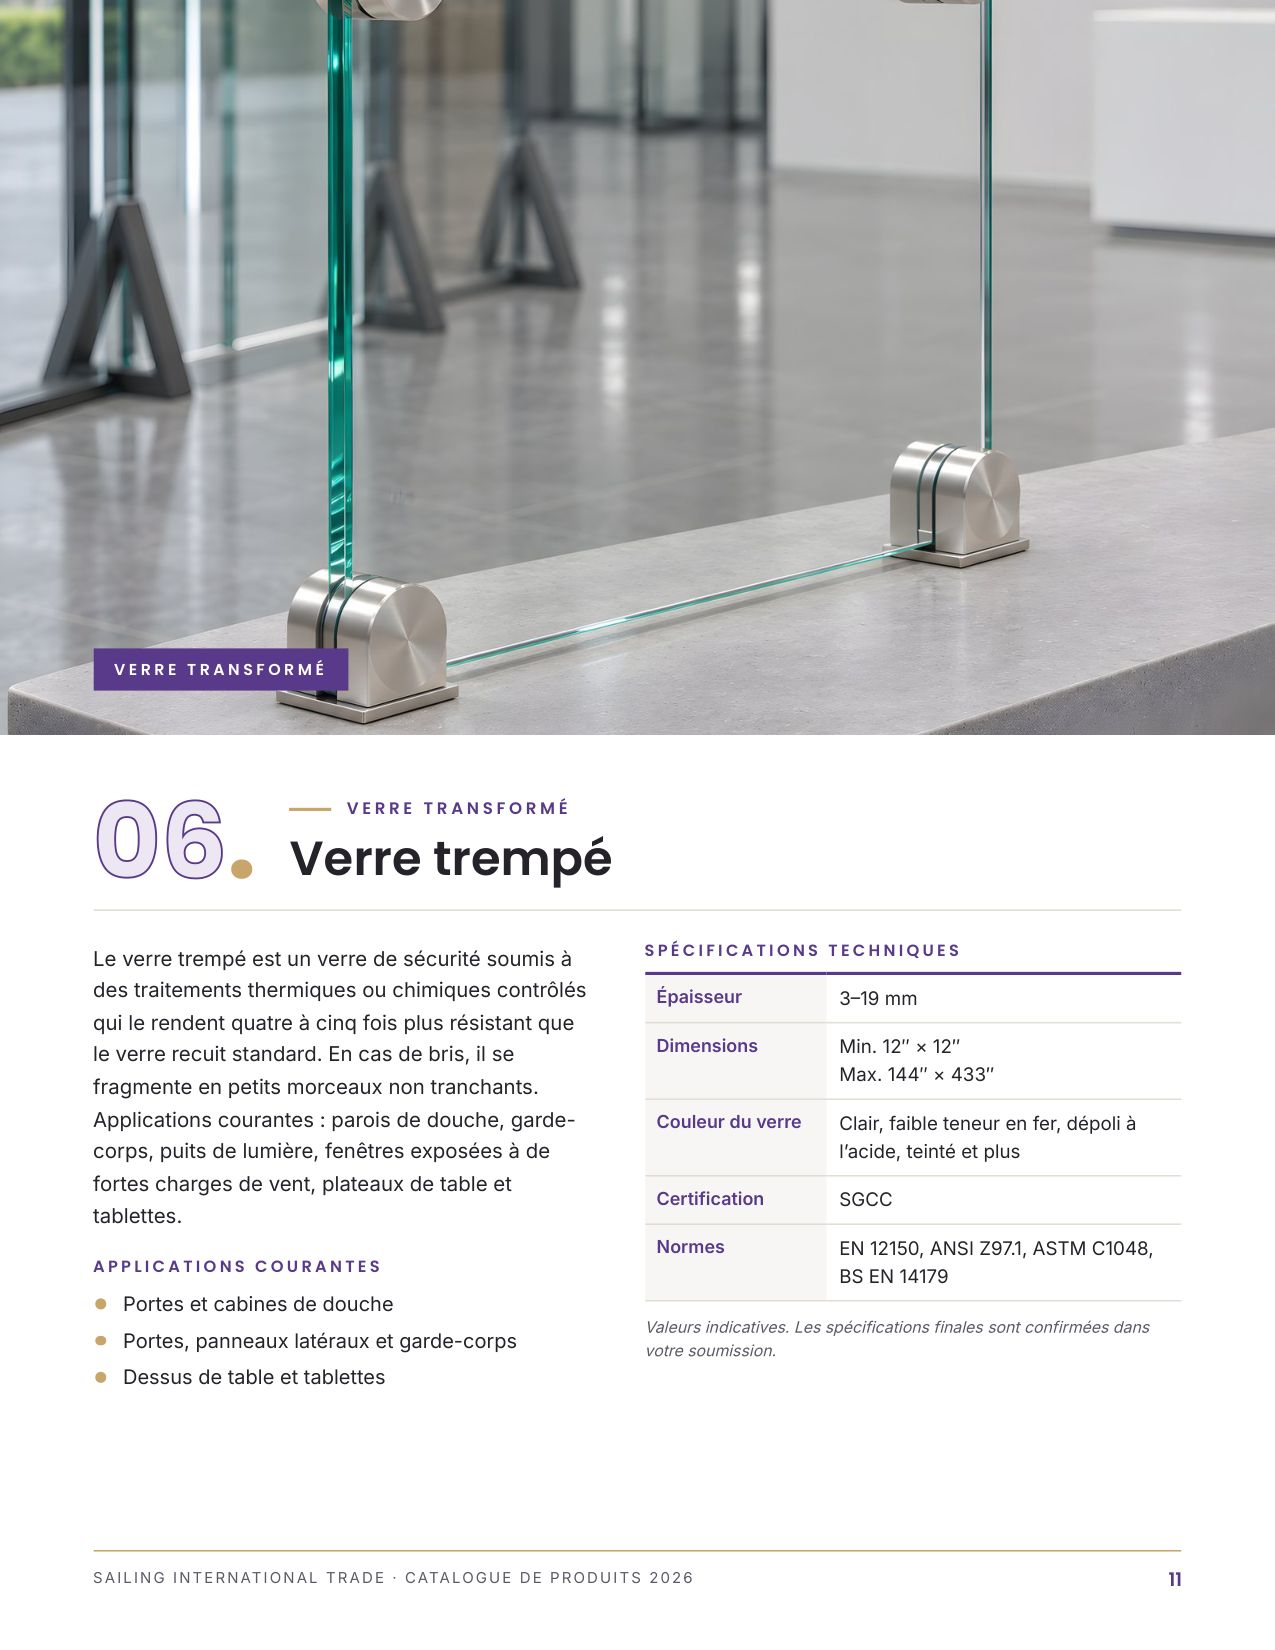 VERRE TRANSFORMÉ
06.
VERRE TRANSFORMÉ
Verre trempé
Le verre trempé est un verre de sécurité soumis à
des traitements thermiques ou chimiques contrôlés
qui le rendent quatre à cinq fois plus résistant que
le verre recuit standard. En cas de bris, il se
fragmente en petits morceaux non tranchants.
Applications courantes : parois de douche, garde-
corps, puits de lumière, fenêtres exposées à de
fortes charges de vent, plateaux de table et
tablettes.
APPLICATIONS COURANTES
Portes et cabines de douche
Portes, panneaux latéraux et garde-corps
Dessus de table et tablettes
SPÉCIFICATIONS TECHNIQUES
Épaisseur 3–19 mm
Dimensions Min. 12″ × 12″
Max. 144″ × 433″
Couleur du verre Clair, faible teneur en fer, dépoli à
l’acide, teinté et plus
Certification SGCC
Normes EN 12150, ANSI Z97.1, ASTM C1048,
BS EN 14179
Valeurs indicatives. Les spécifications finales sont confirmées dans
votre soumission.
SAILING INTERNATIONAL TRADE · CATALOGUE DE PRODUITS 2026
11